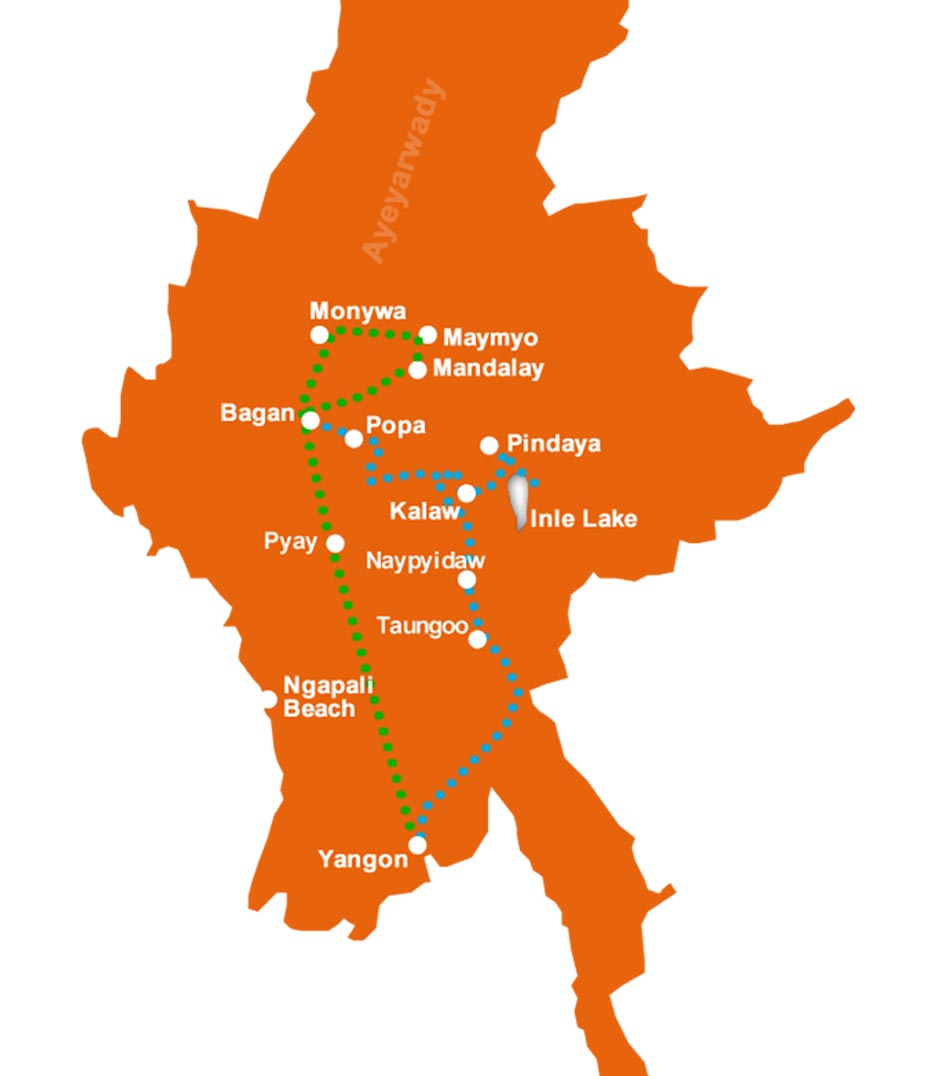 Ayeyarwady
Monywa
Maymyo
Mandalay
Bagan
Popa
Pindaya
Kalaw
Inle Lake
Pyay
Naypyidaw
Taungoo
Ngapali
Beach
Yangon